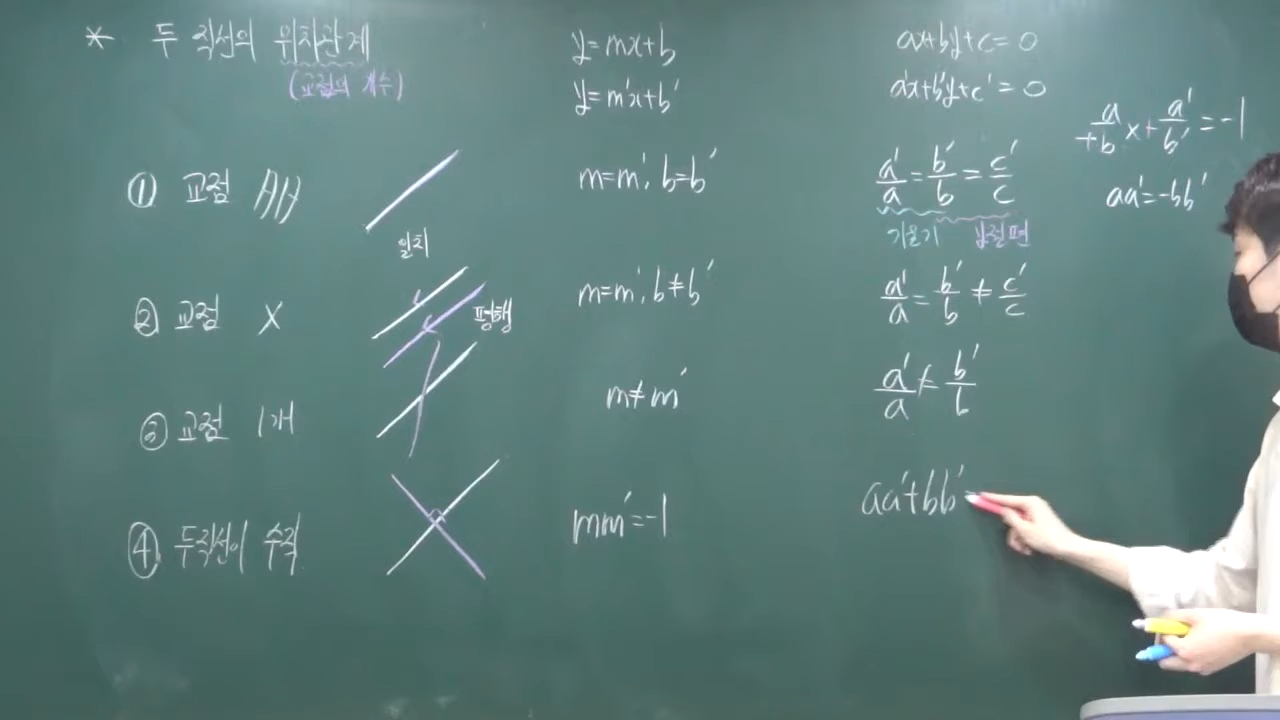 * 두 직선의 위치관계
(교점의 개수)
y=mx+b
y=m'x+b'
ax+by+c=0
a'x+b'y+c'=0
a/+b x + a'/b' = -1
aa'=-bb'
① 교점
일치
m=m', b=b'
a'/a = b'/b = c'/c
기울기 y절편
② 교점 X
평행
m=m', b≠b'
a'/a = b'/b ≠ c'/c
③ 교점 1개
m≠m'
a'/a ≠ b'/b
④ 두직선이 수직
mm'=-1
aa'+bb'